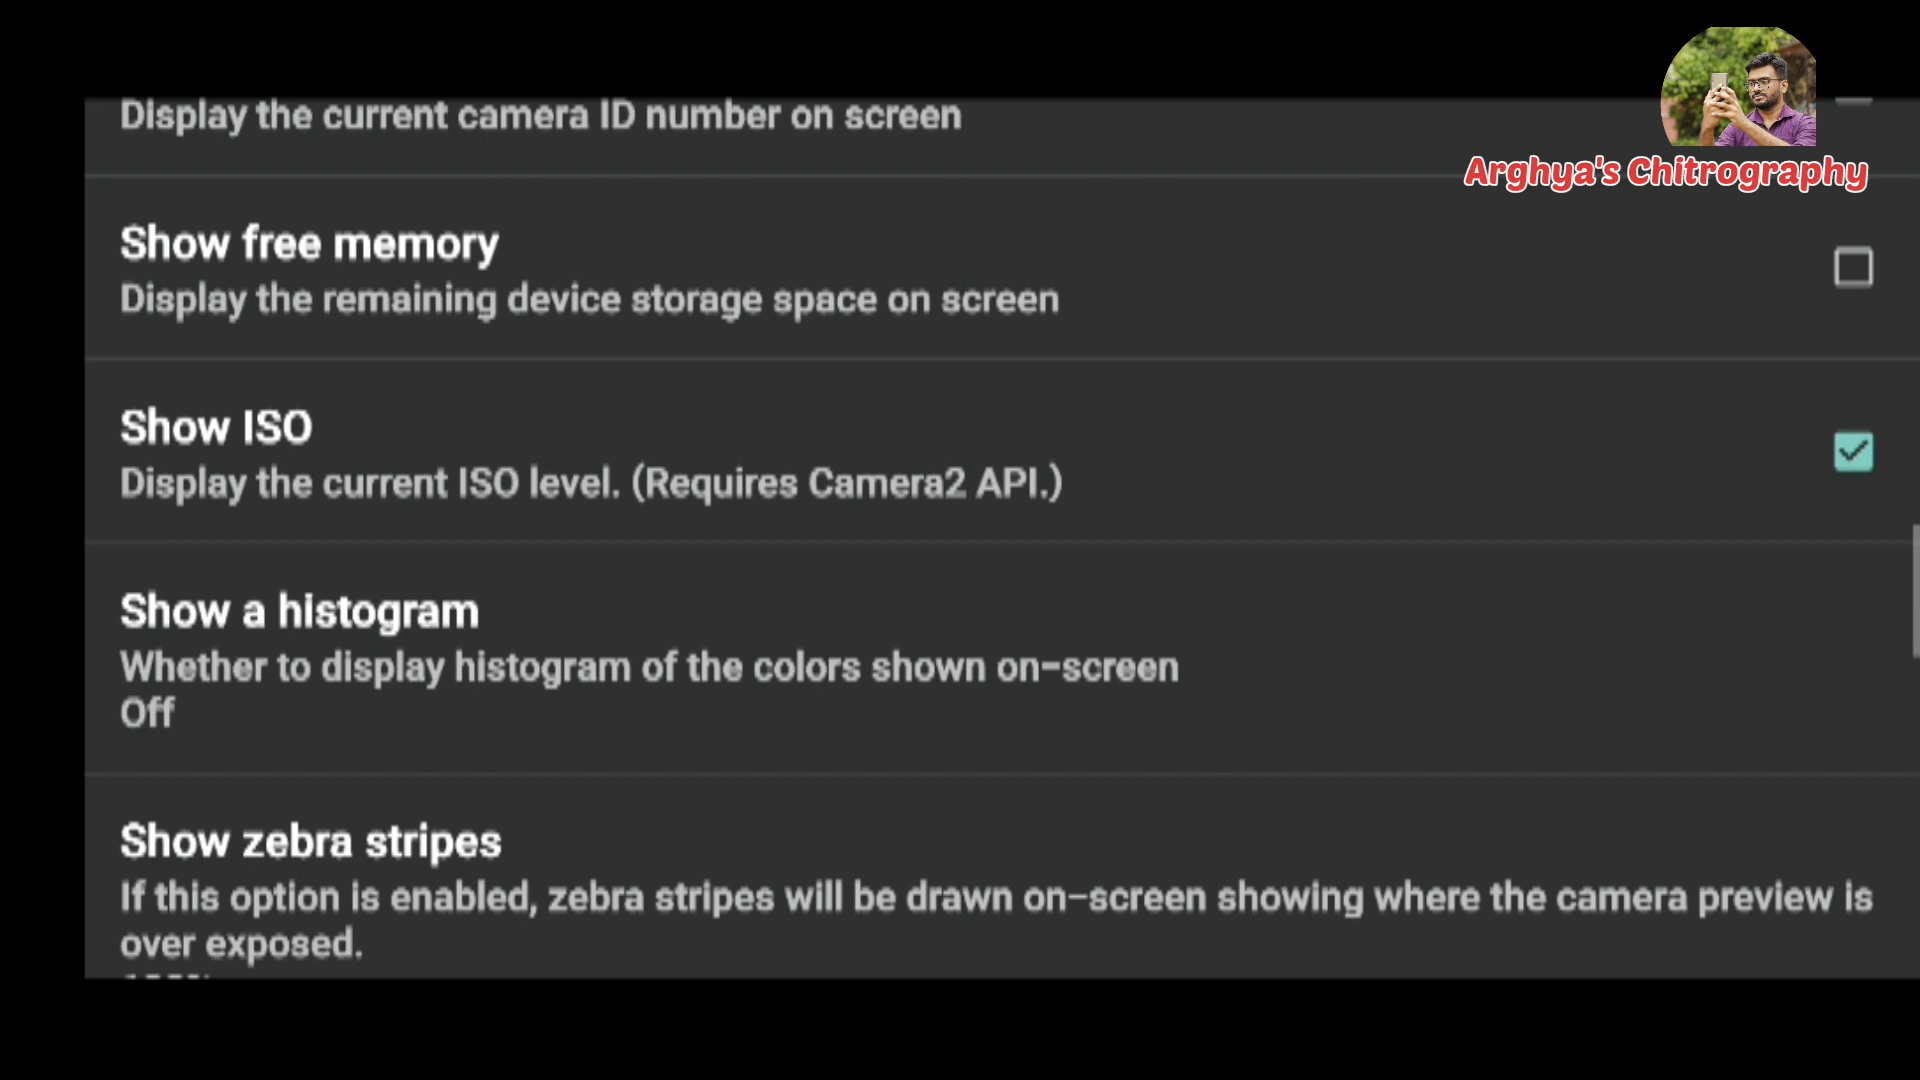 Display the current camera ID number on screen
Arghya's Chitrography
Show free memory
Display the remaining device storage space on screen
Show ISO
Display the current ISO level. (Requires Camera2 API.)
Show a histogram
Whether to display histogram of the colors shown on-screen
Off
Show zebra stripes
If this option is enabled, zebra stripes will be drawn on-screen showing where the camera preview is
over exposed.